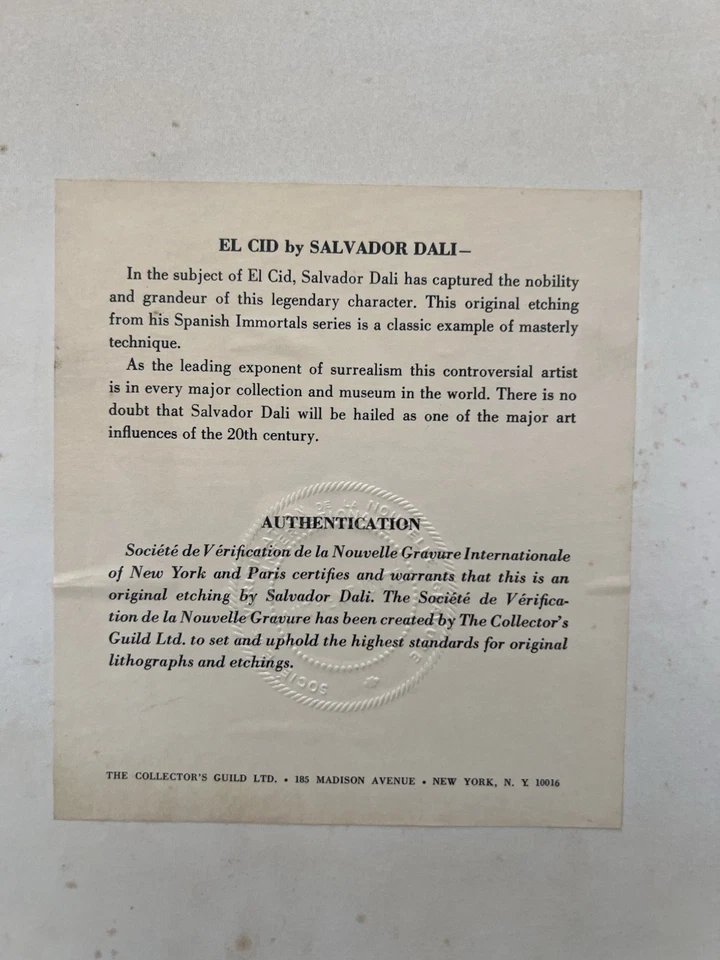 EL CID by SALVADOR DALI—
In the subject of El Cid, Salvador Dali has captured the nobility
and grandeur of this legendary character. This original etching
from his Spanish Immortals series is a classic example of masterly
technique.
As the leading exponent of surrealism this controversial artist
is in every major collection and museum in the world. There is no
doubt that Salvador Dali will be hailed as one of the major art
influences of the 20th century.
AUTHENTICATION
Société de Vérification de la Nouvelle Gravure Internationale
of New York and Paris certifies and warrants that this is an
original etching by Salvador Dali. The Société de Vérifica-
tion de la Nouvelle Gravure has been created by The Collector's
Guild Ltd. to set and uphold the highest standards for original
lithographs and etchings.
THE COLLECTOR'S GUILD LTD. • 185 MADISON AVENUE • NEW YORK, N. Y. 10016